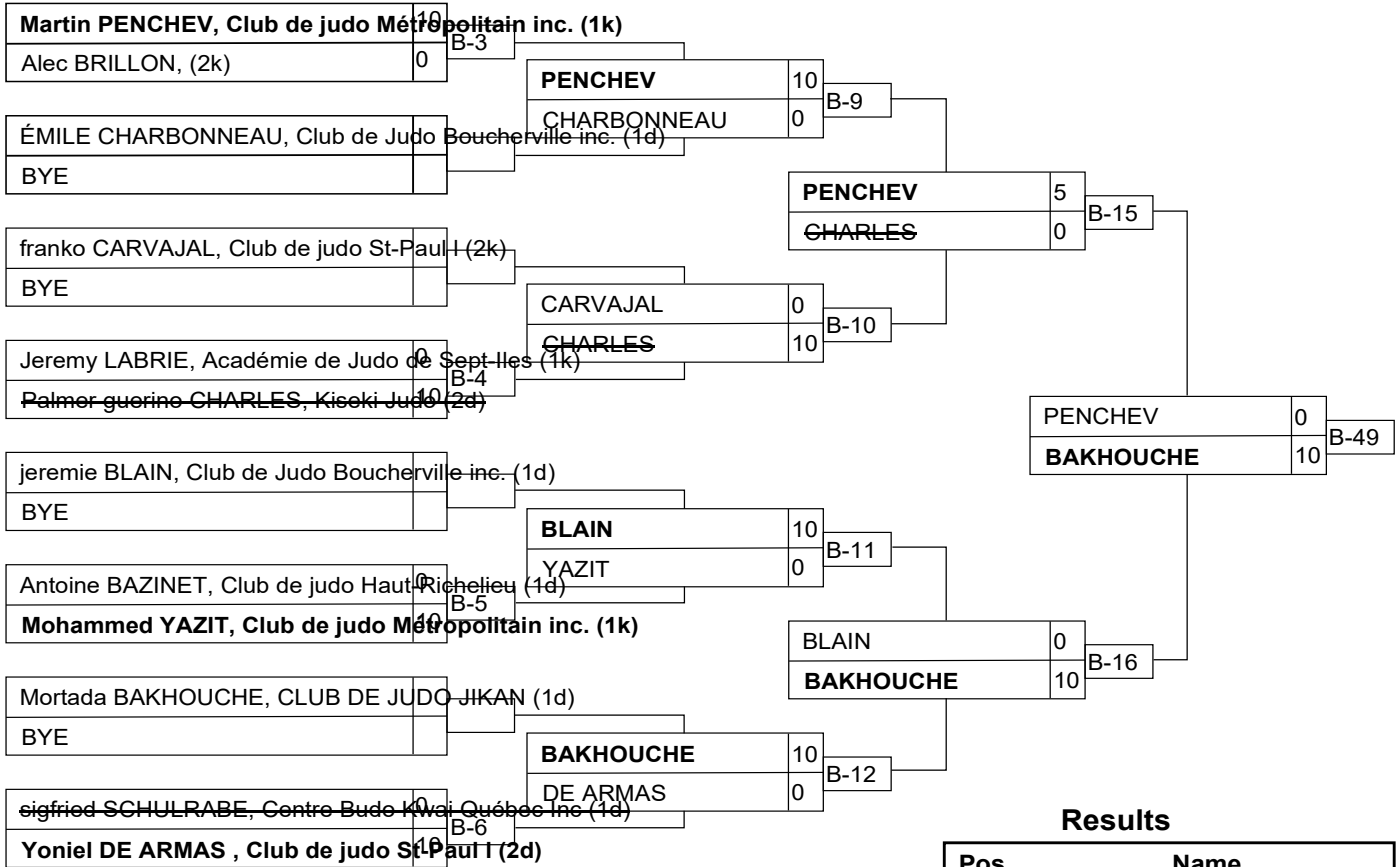 Martin PENCHEV, Club de judo Métropolitain inc. (1k) 10
B-3
Alec BRILLON, (2k) 0
ÉMILE CHARBONNEAU, Club de Judo Boucherville inc. (1d)
BYE
franko CARVAJAL, Club de judo St-Paul I (2k)
BYE
Jeremy LABRIE, Académie de Judo de Sept-Iles (1k) 0
B-4
Palmer guerino CHARLES, Kiseki Judo (2d) 10
jeremie BLAIN, Club de Judo Boucherville inc. (1d)
BYE
Antoine BAZINET, Club de judo Haut-Richelieu (1d) 0
B-5
Mohammed YAZIT, Club de judo Métropolitain inc. (1k) 10
Mortada BAKHOUCHE, CLUB DE JUDO JIKAN (1d)
BYE
sigfried SCHULRABE, Centre Budo Kwai Québec Inc (1d) 0
B-6
Yoniel DE ARMAS , Club de judo St-Paul I (2d) 10
PENCHEV 10
B-9
CHARBONNEAU 0
CARVAJAL 0
B-10
CHARLES 10
BLAIN 10
B-11
YAZIT 0
BAKHOUCHE 10
B-12
DE ARMAS 0
PENCHEV 5
B-15
CHARLES 0
BLAIN 0
B-16
BAKHOUCHE 10
PENCHEV 0
B-49
BAKHOUCHE 10
Results
Pos Name